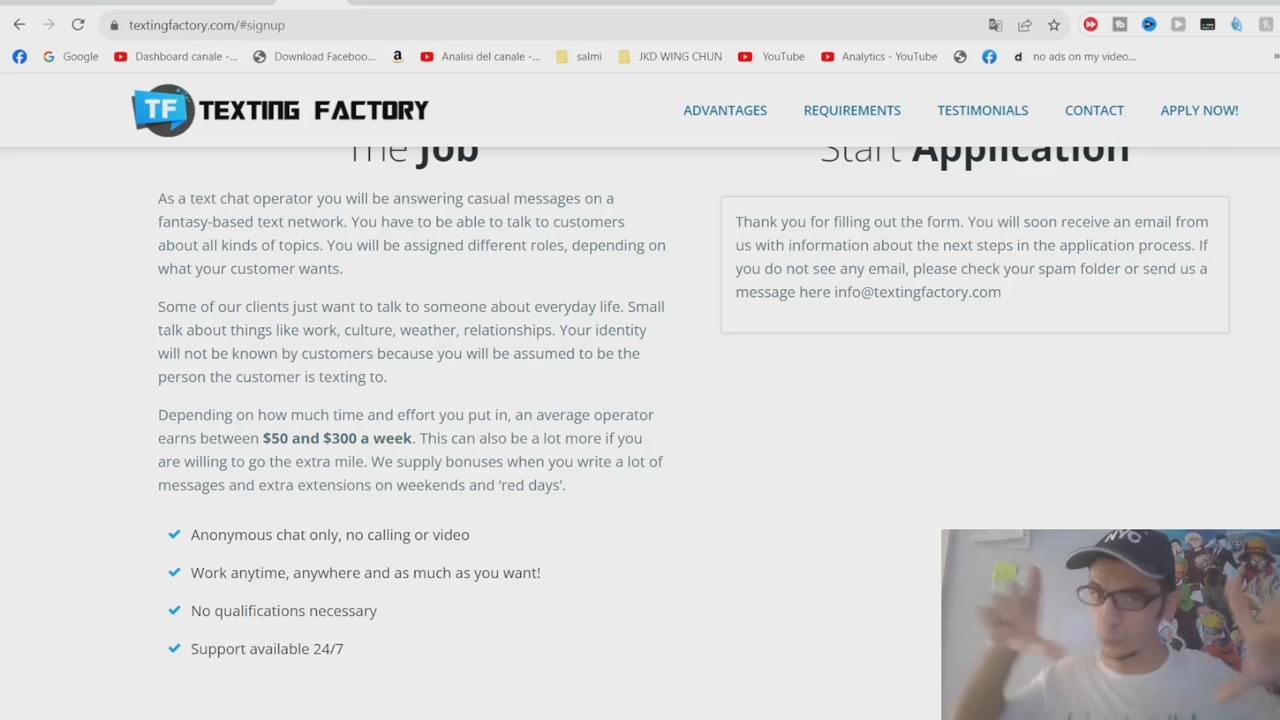 textingfactory.com/#signup
Google
Dashboard canale -...
Download Faceboo...
Analisi del canale -...
salmi
JKD WING CHUN
YouTube
Analytics - YouTube
no ads on my video...
»
TF TEXTING FACTORY
ADVANTAGES
REQUIREMENTS
TESTIMONIALS
CONTACT
APPLY NOW!
The Job
As a text chat operator you will be answering casual messages on a
fantasy-based text network. You have to be able to talk to customers
about all kinds of topics. You will be assigned different roles, depending on
what your customer wants.
Some of our clients just want to talk to someone about everyday life. Small
talk about things like work, culture, weather, relationships. Your identity
will not be known by customers because you will be assumed to be the
person the customer is texting to.
Depending on how much time and effort you put in, an average operator
earns between $50 and $300 a week. This can also be a lot more if you
are willing to go the extra mile. We supply bonuses when you write a lot of
messages and extra extensions on weekends and ‘red days’.
Anonymous chat only, no calling or video
Work anytime, anywhere and as much as you want!
No qualifications necessary
Support available 24/7
Start Application
Thank you for filling out the form. You will soon receive an email from
us with information about the next steps in the application process. If
you do not see any email, please check your spam folder or send us a
message here info@textingfactory.com
NYC